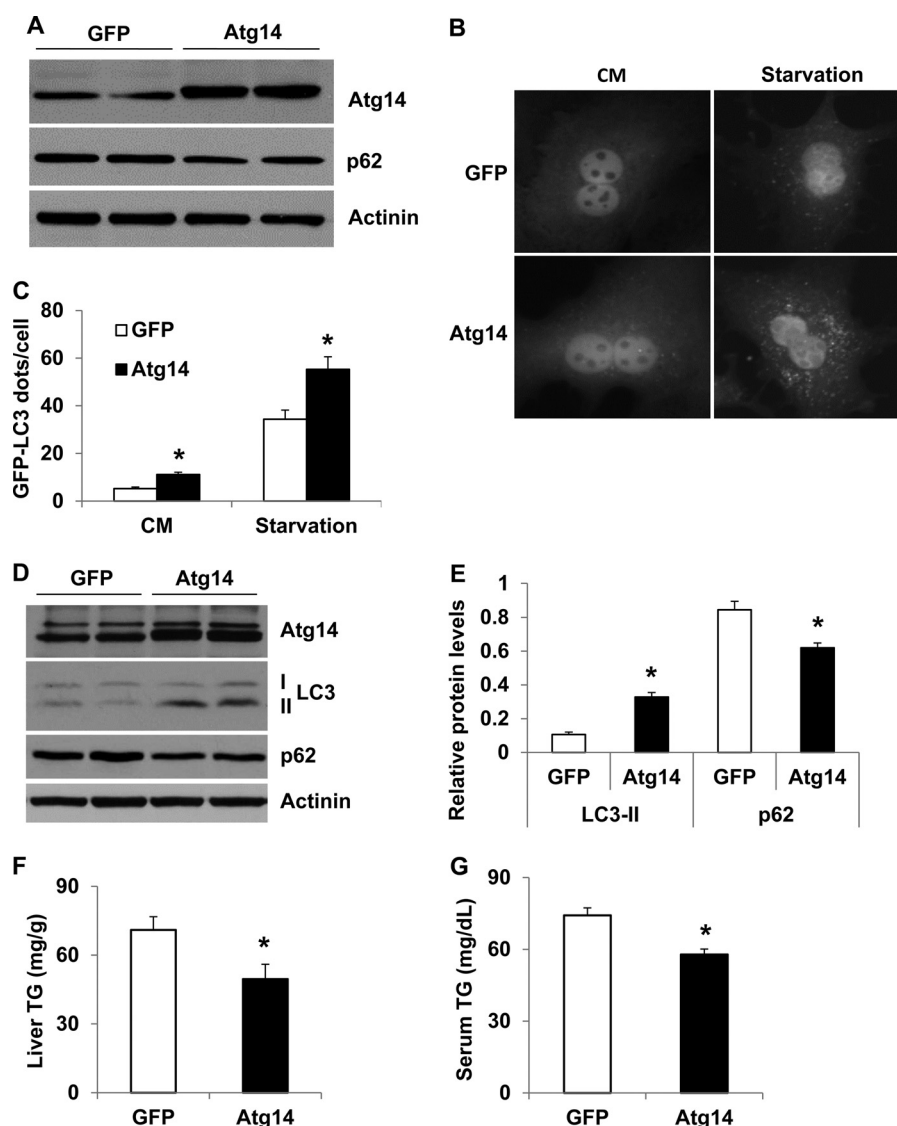 A
GFP Atg14
Atg14
p62
Actinin
B
CM Starvation
GFP
Atg14
C
GFP-LC3 dots/cell
80
60
40
20
0
GFP
Atg14
*
*
CM Starvation
D
GFP Atg14
Atg14
I
II
LC3
p62
Actinin
E
Relative protein levels
1
0.8
0.6
0.4
0.2
0
*
*
GFP Atg14 GFP Atg14
LC3-II p62
F
Liver TG (mg/g)
90
60
30
0
*
GFP Atg14
G
Serum TG (mg/dL)
90
60
30
0
*
GFP Atg14